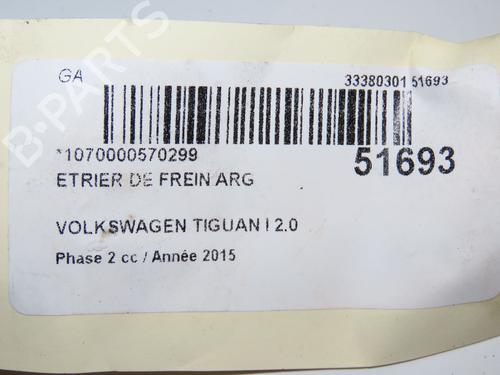 GA
33380301 51693
*1070000570299
51693
ETRIER DE FREIN ARG
VOLKSWAGEN TIGUAN I 2.0
Phase 2 cc / Année 2015
B-PARTS